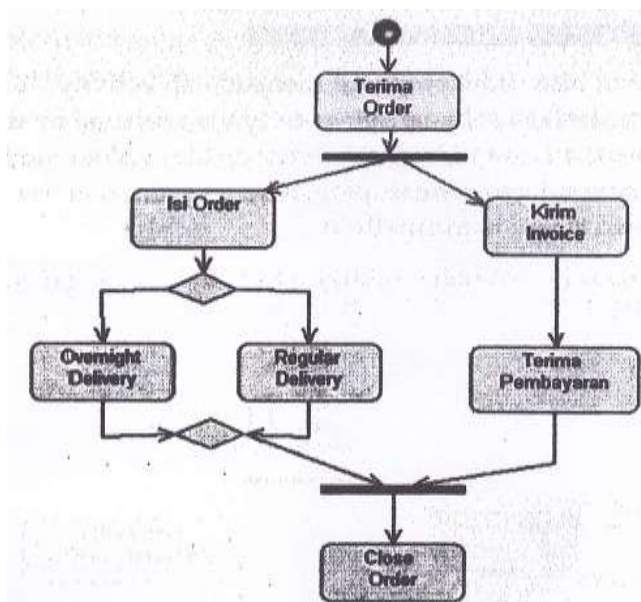 Terima
Order
Isi Order
Kirim
Invoice
Overnight
Delivery
Regular
Delivery
Terima
Pembayaran
Close
Order